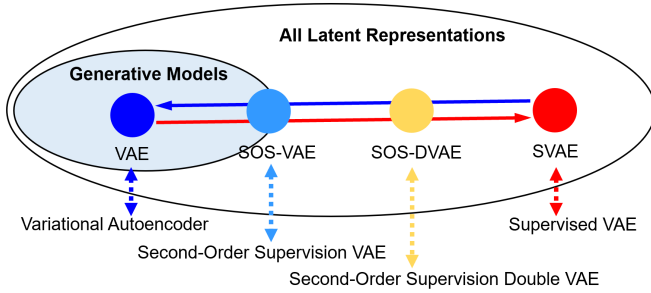 All Latent Representations
Generative Models
VAE
SOS-VAE
SOS-DVAE
SVAE
Variational Autoencoder
Supervised VAE
Second-Order Supervision VAE
Second-Order Supervision Double VAE